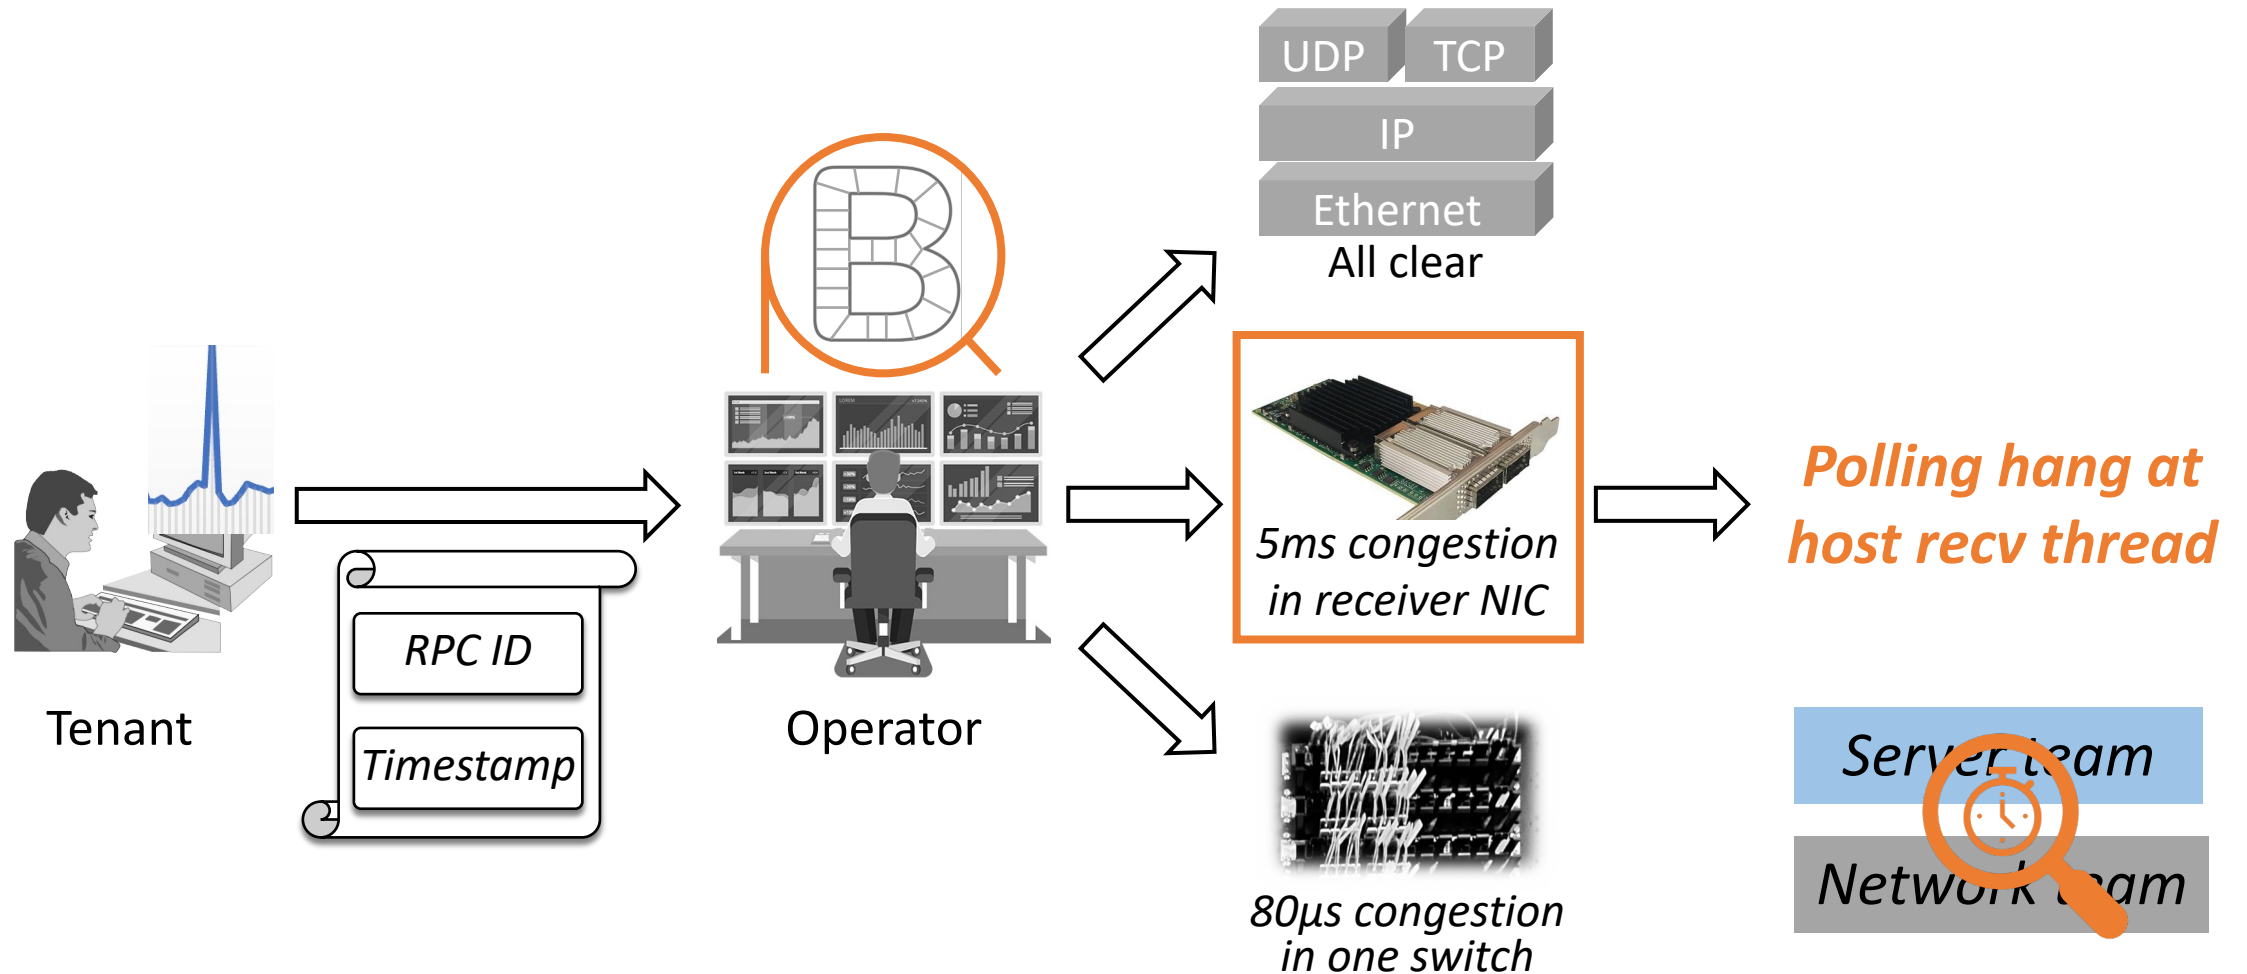 UDP
TCP
IP
Ethernet
All clear
B
Tenant
RPC ID
Timestamp
Operator
5ms congestion
in receiver NIC
80µs congestion
in one switch
Polling hang at
host recv thread
Server team
Network team